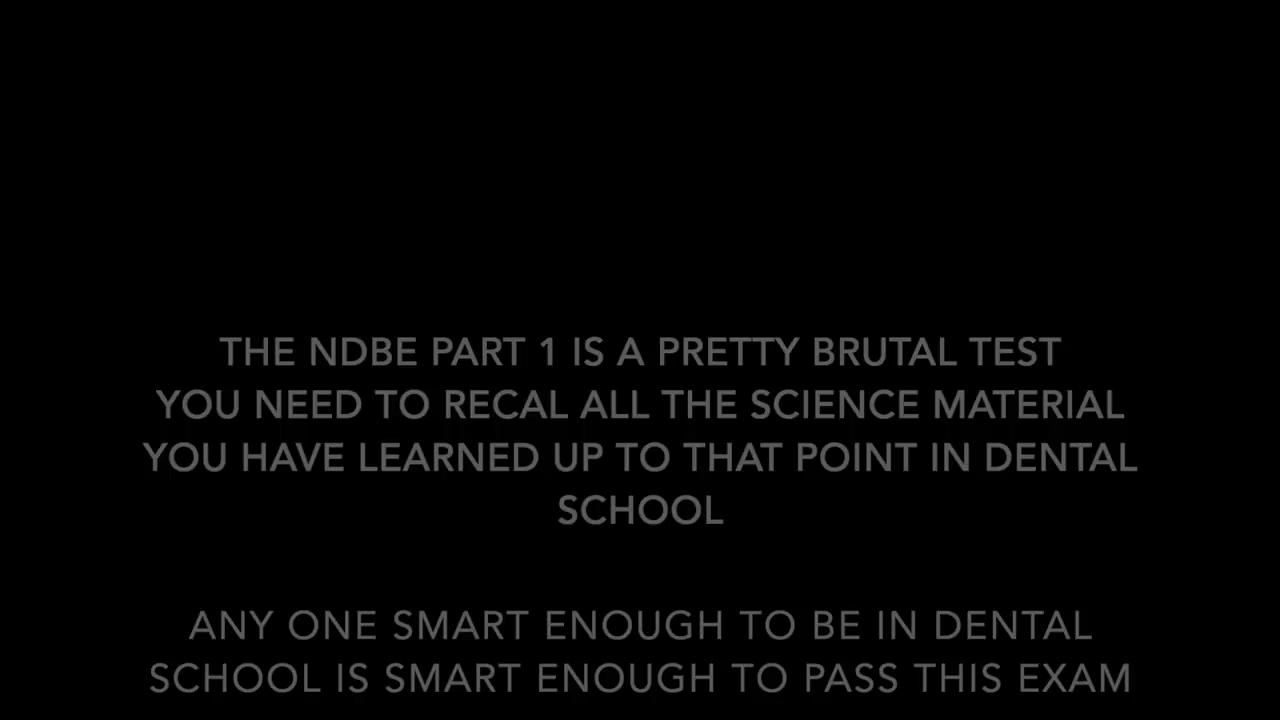 THE NDBE PART 1 IS A PRETTY BRUTAL TEST
YOU NEED TO RECAL ALL THE SCIENCE MATERIAL
YOU HAVE LEARNED UP TO THAT POINT IN DENTAL
SCHOOL
ANY ONE SMART ENOUGH TO BE IN DENTAL
SCHOOL IS SMART ENOUGH TO PASS THIS EXAM